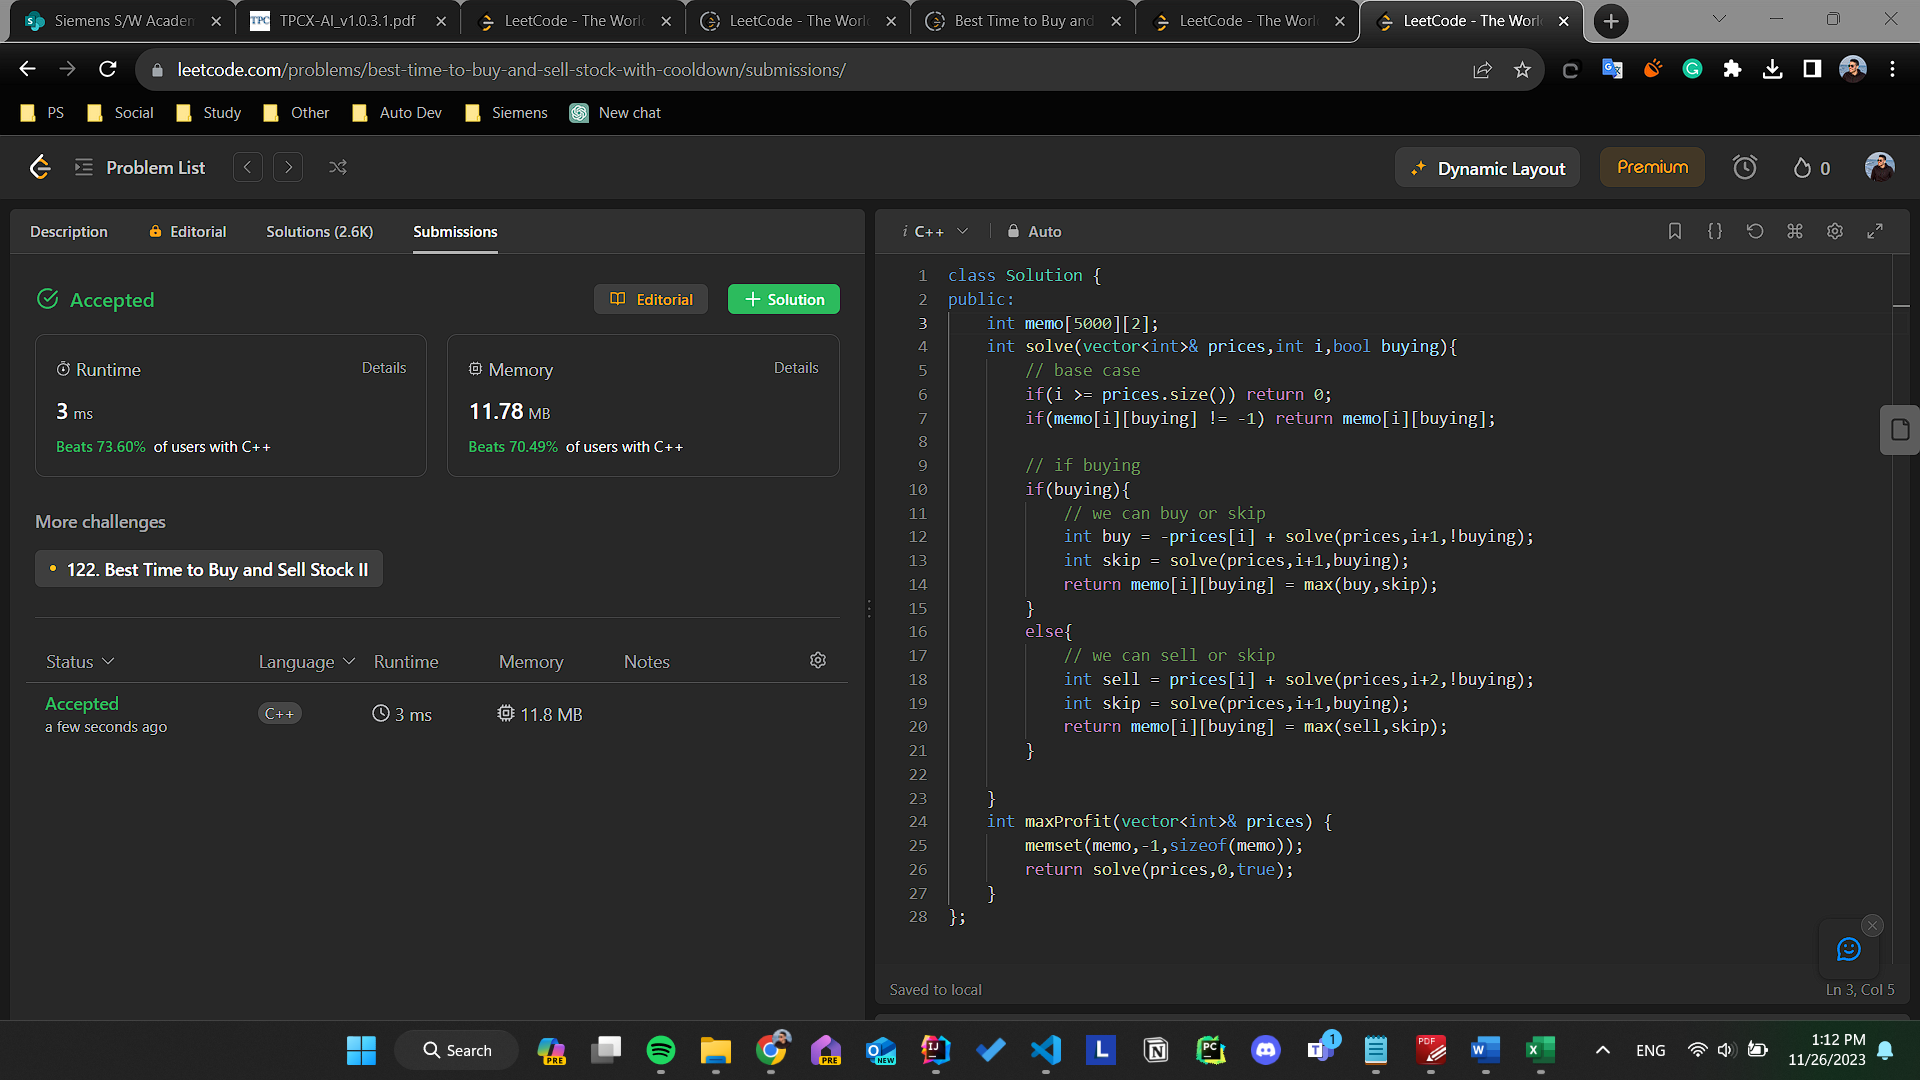 Siemens S/W Academ
TPCX-AI_v1.0.3.1.pdf
LeetCode - The Worl
LeetCode - The Worl
Best Time to Buy and
LeetCode - The Worl
LeetCode - The Worl
leetcode.com/problems/best-time-to-buy-and-sell-stock-with-cooldown/submissions/
PS
Social
Study
Other
Auto Dev
Siemens
New chat
Problem List
Dynamic Layout
Premium
0
Description
Editorial
Solutions (2.6K)
Submissions
Accepted
Editorial
+ Solution
Runtime
Details
3 ms
Beats 73.60% of users with C++
Memory
Details
11.78 MB
Beats 70.49% of users with C++
More challenges
122. Best Time to Buy and Sell Stock II
Status
Language
Runtime
Memory
Notes
Accepted
a few seconds ago
C++
3 ms
11.8 MB
i C++
Auto
1 class Solution {
2 public:
3     int memo[5000][2];
4     int solve(vector<int>& prices,int i,bool buying){
5         // base case
6         if(i >= prices.size()) return 0;
7         if(memo[i][buying] != -1) return memo[i][buying];
8
9         // if buying
10         if(buying){
11             // we can buy or skip
12             int buy = -prices[i] + solve(prices,i+1,!buying);
13             int skip = solve(prices,i+1,buying);
14             return memo[i][buying] = max(buy,skip);
15         }
16         else{
17             // we can sell or skip
18             int sell = prices[i] + solve(prices,i+2,!buying);
19             int skip = solve(prices,i+1,buying);
20             return memo[i][buying] = max(sell,skip);
21         }
22
23     }
24     int maxProfit(vector<int>& prices) {
25         memset(memo,-1,sizeof(memo));
26         return solve(prices,0,true);
27     }
28 };
Saved to local
Ln 3, Col 5
Search
PRE
PRE
NEW
IJ
L
PC
1
PDF
ENG
1:12 PM
11/26/2023